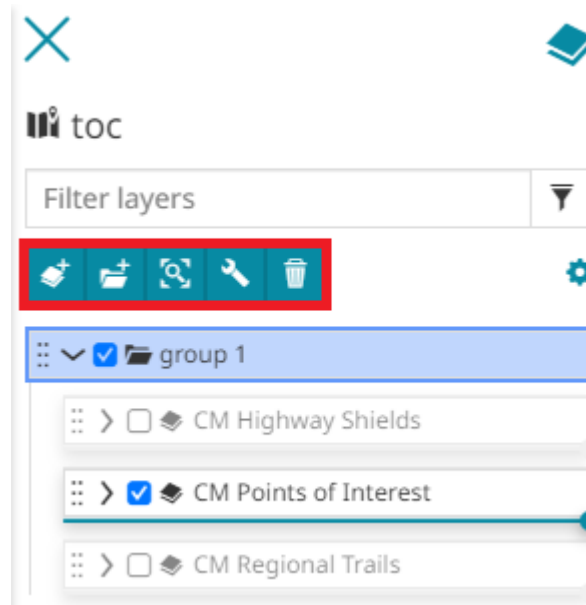 toc
Filter layers
group 1
CM Highway Shields
CM Points of Interest
CM Regional Trails